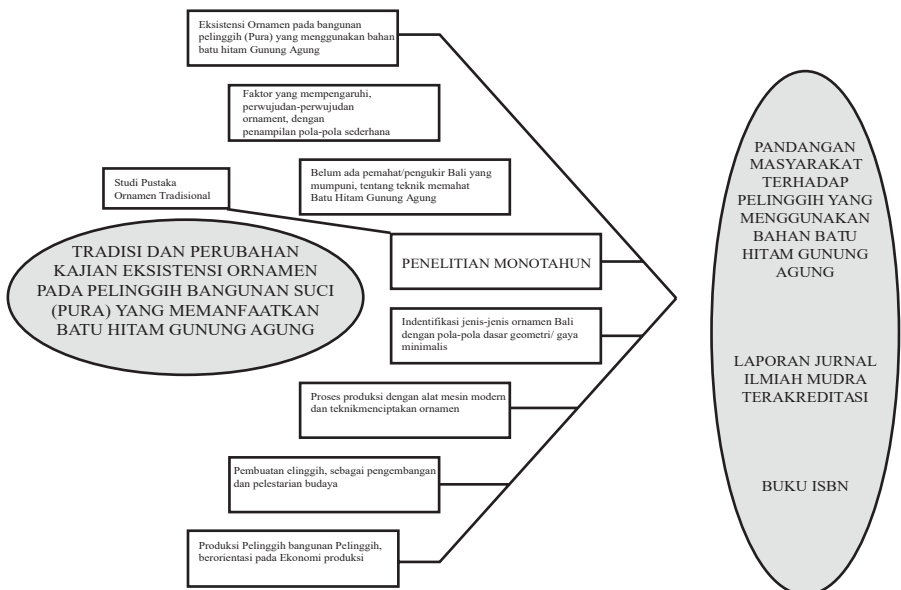 Eksistensi Ornamen pada bangunan
pelinggih (Pura) yang menggunakan bahan
batu hitam Gunung Agung
Faktor yang mempengaruhi,
perwujudan-perwujudan
ornament, dengan
penampilan pola-pola sederhana
Belum ada pemahat/pengukir Bali yang
mumpuni, tentang teknik memahat
Batu Hitam Gunung Agung
Studi Pustaka
Ornamen Tradisional
TRADISI DAN PERUBAHAN
KAJIAN EKSISTENSI ORNAMEN
PADA PELINGGIH BANGUNAN SUCI
(PURA) YANG MEMANFAATKAN
BATU HITAM GUNUNG AGUNG
PENELITIAN MONOTAHUN
Indentifikasi jenis-jenis ornamen Bali
dengan pola-pola dasar geometri/ gaya
minimalis
Proses produksi dengan alat mesin modern
dan teknikmenciptakan ornamen
Pembuatan elinggih, sebagai pengembangan
dan pelestarian budaya
Produksi Pelinggih bangunan Pelinggih,
berorientasi pada Ekonomi produksi
PANDANGAN
MASYARAKAT
TERHADAP
PELINGGIH YANG
MENGGUNAKAN
BAHAN BATU
HITAM GUNUNG
AGUNG
LAPORAN JURNAL
ILMIAH MUDRA
TERAKREDITASI
BUKU ISBN